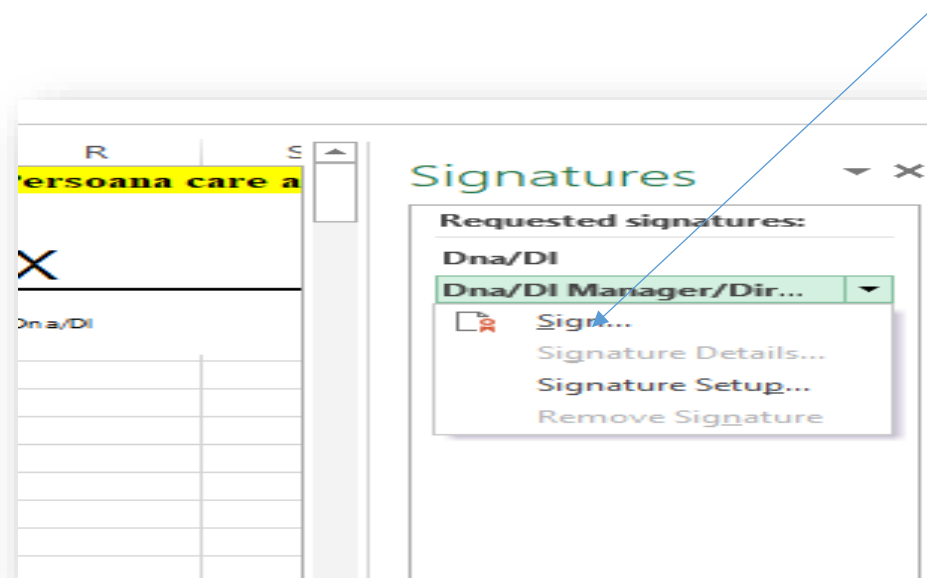 R S
ersoana care a
X
Dna/Dl
Signatures
Requested signatures:
Dna/Dl
Dna/Dl Manager/Dir...
Sign...
Signature Details...
Signature Setup...
Remove Signature